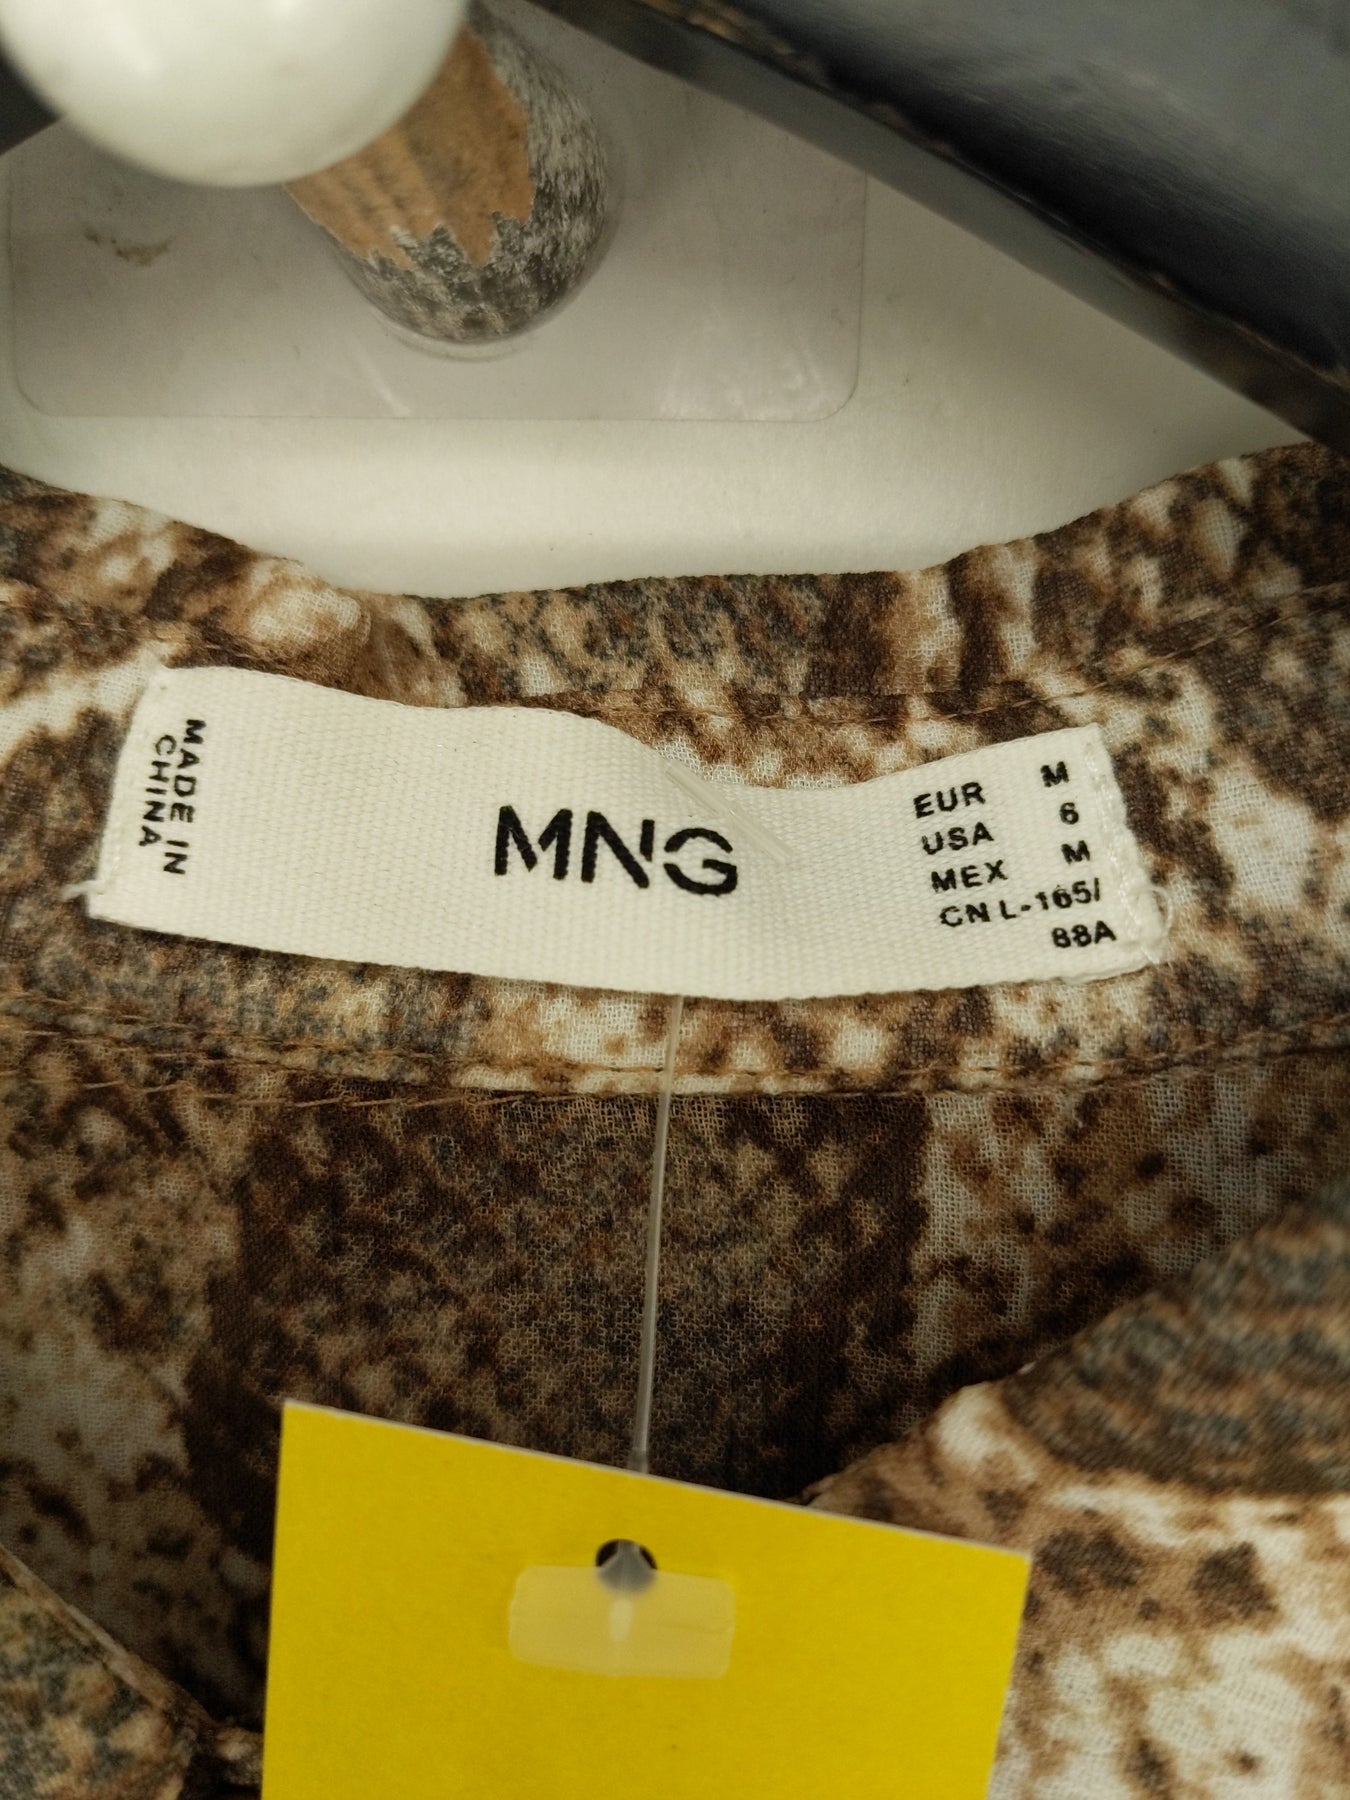 MADE IN
CHINA
MNG
EUR M
USA 6
MEX M
CN L-165/
88A